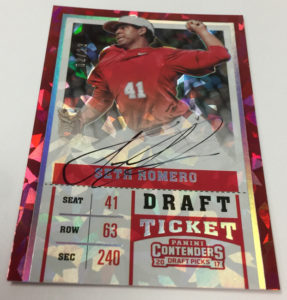 41
SETH ROMERO
SEAT 41
DRAFT
ROW 63
TICKET
SEC 240
PANINI
CONTENDERS
20 DRAFT PICKS 17